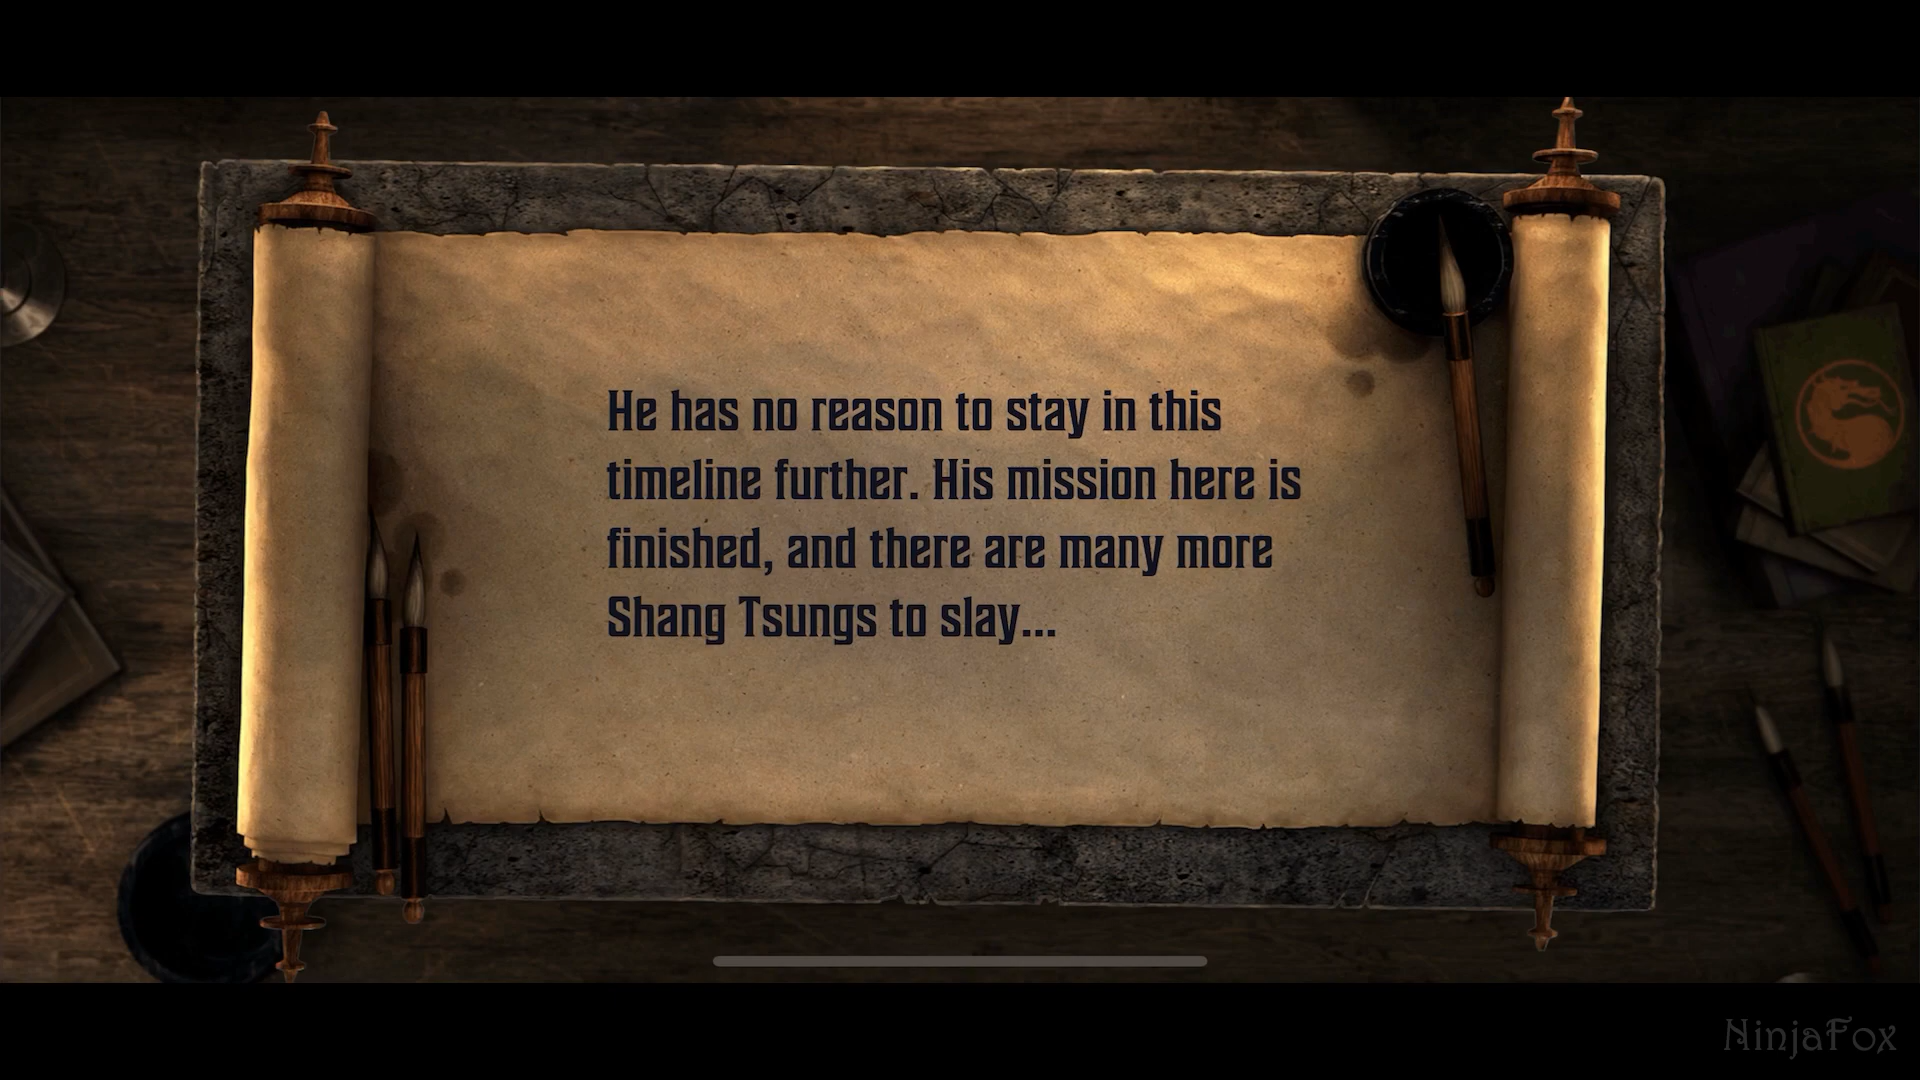 He has no reason to stay in this
timeline further. His mission here is
finished, and there are many more
Shang Tsungs to slay...
NinjaFox